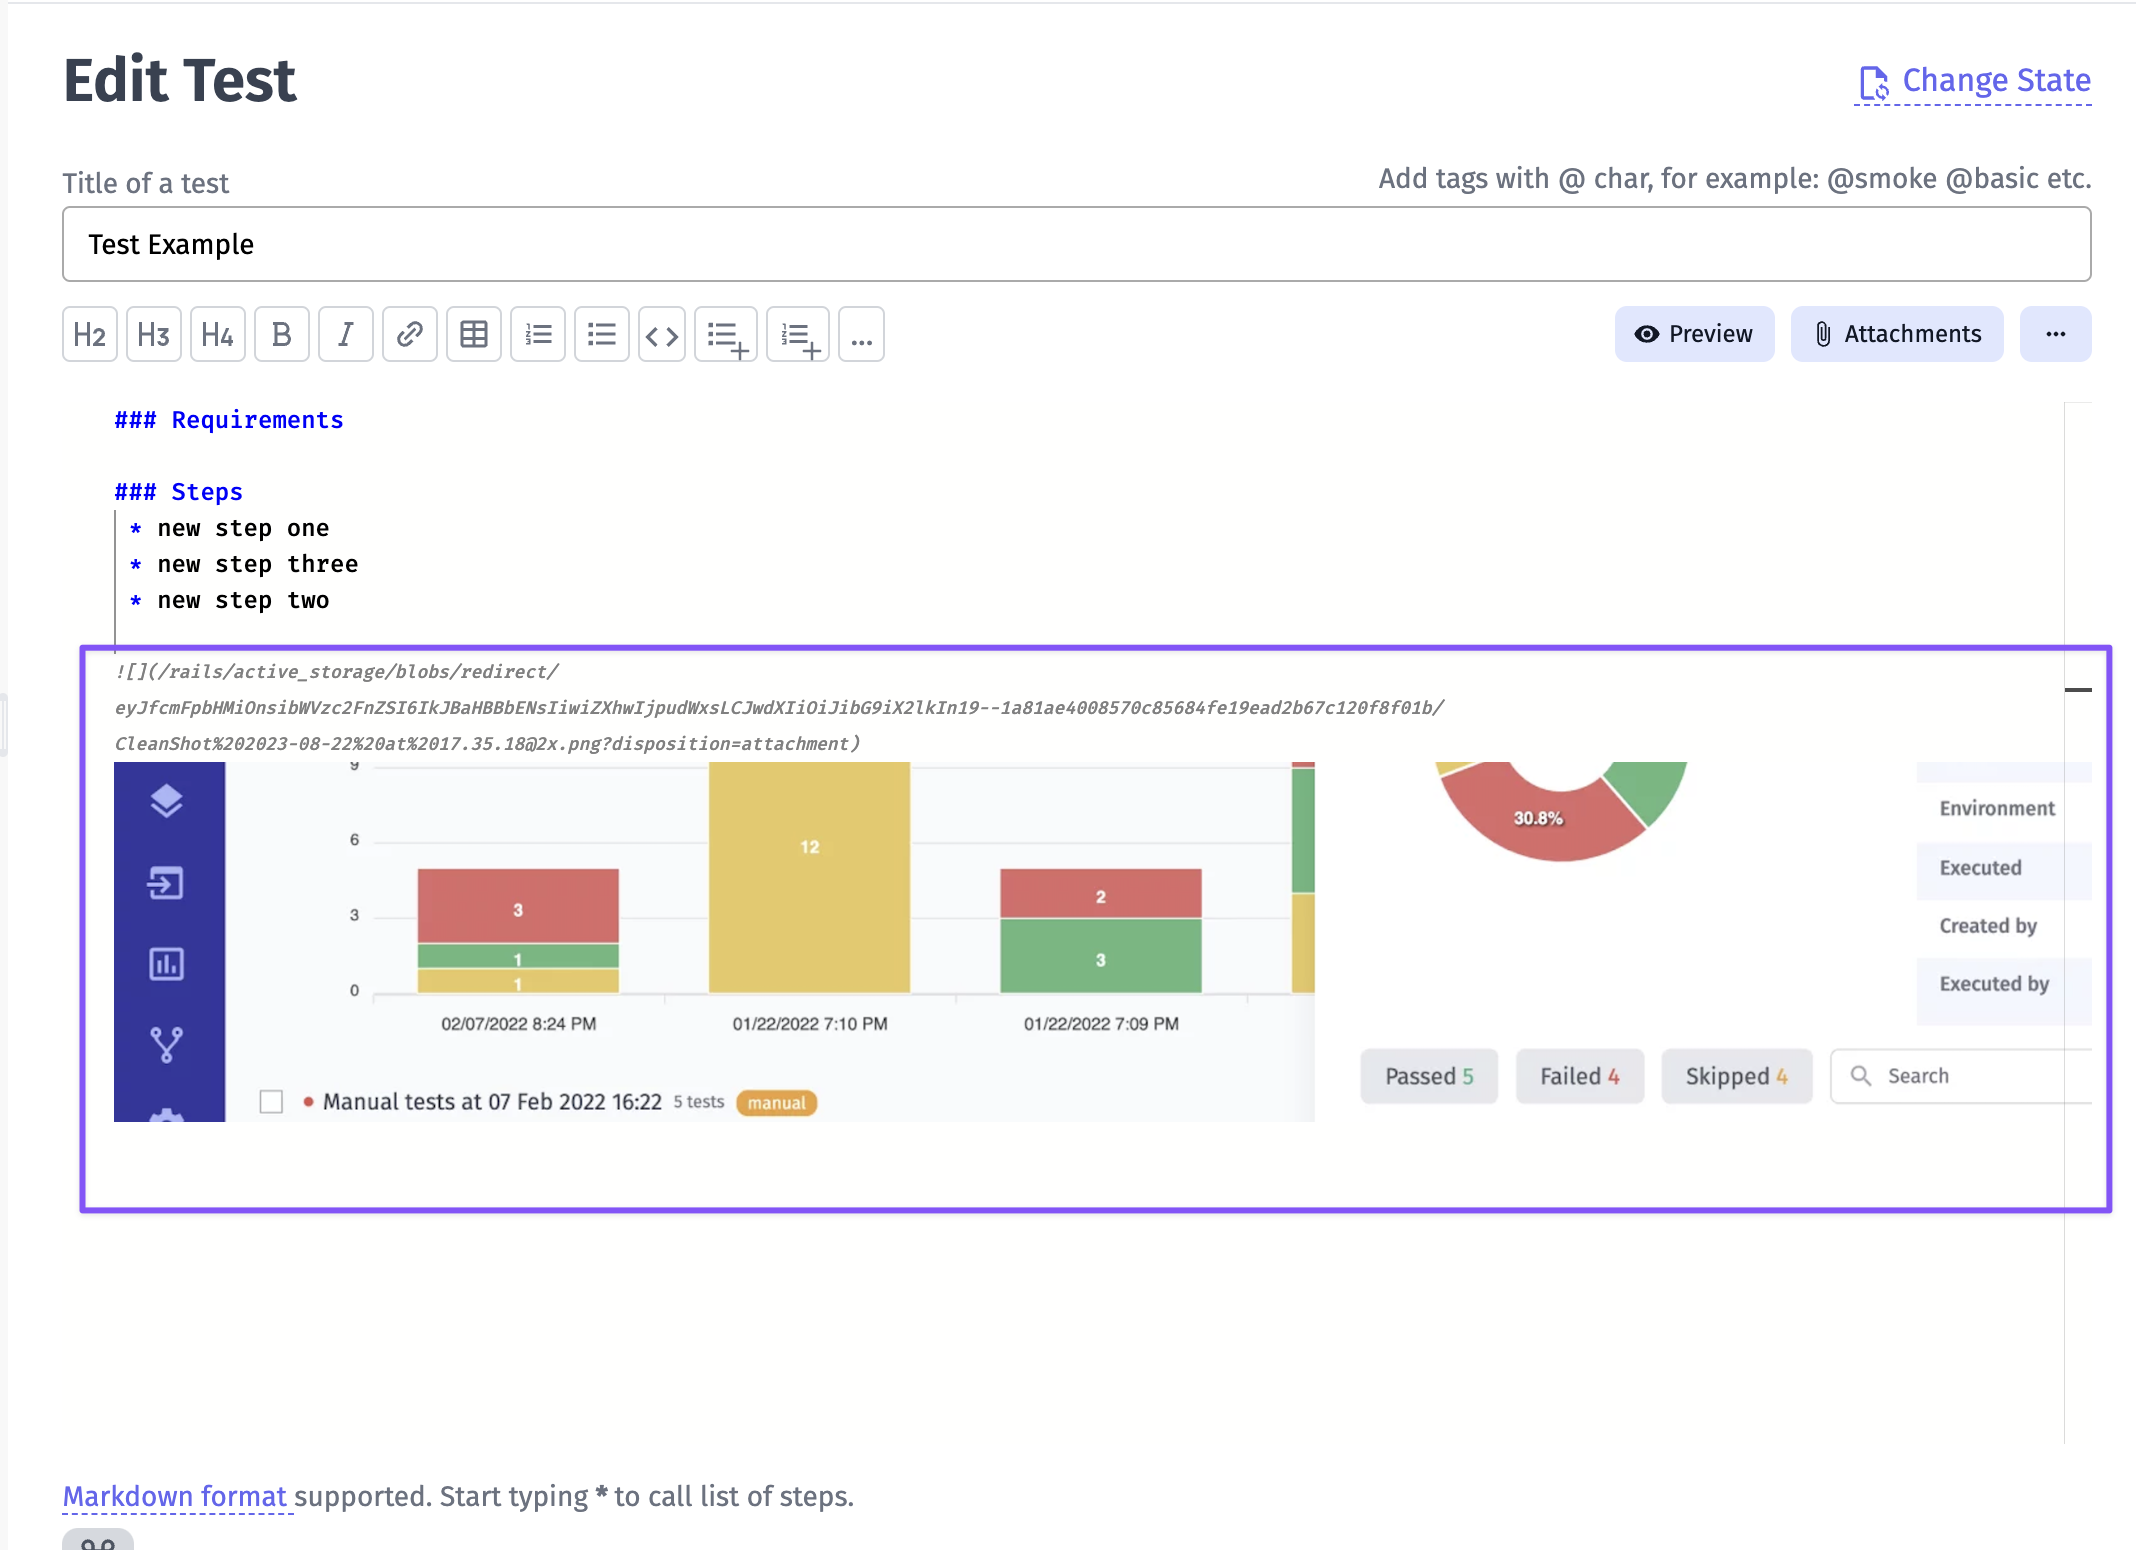 Edit Test
Change State
Title of a test
Add tags with @ char, for example: @smoke @basic etc.
Test Example
H2 H3 H4 B I ...
Preview
Attachments
...
### Requirements
### Steps
* new step one
* new step three
* new step two
![](/rails/active_storage/blobs/redirect/
eyJfcmFpbHMiOnsibWVzc2FnZSI6IkJBaHBBbENsIiwiZXhwIjpudWxsLCJwdXIiOiJibG9iX2lkIn19--1a81ae4008570c85684fe19ead2b67c120f8f01b/
CleanShot%202023-08-22%20at%2017.35.18@2x.png?disposition=attachment)
9
6
3
0
3
1
1
12
2
3
02/07/2022 8:24 PM
01/22/2022 7:10 PM
01/22/2022 7:09 PM
Manual tests at 07 Feb 2022 16:22 5 tests manual
30.8%
Environment
Executed
Created by
Executed by
Passed 5
Failed 4
Skipped 4
Search
Markdown format supported. Start typing * to call list of steps.